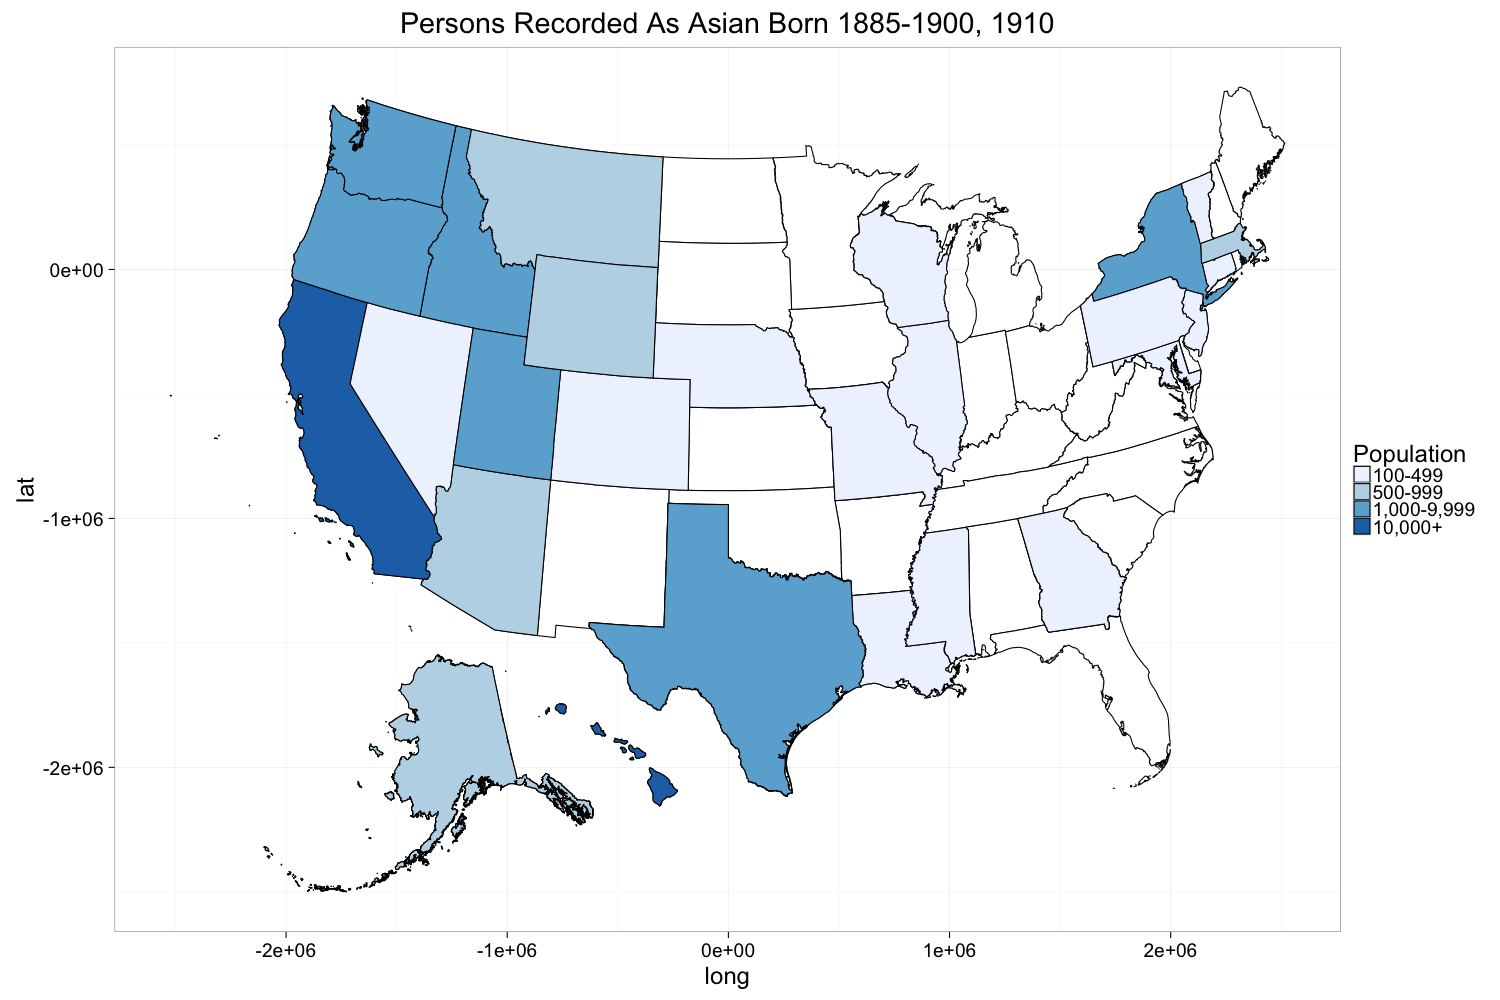 Persons Recorded As Asian Born 1885-1900, 1910
0e+00
-1e+06
-2e+06
lat
-2e+06
-1e+06
0e+00
1e+06
2e+06
long
Population
100-499
500-999
1,000-9,999
10,000+